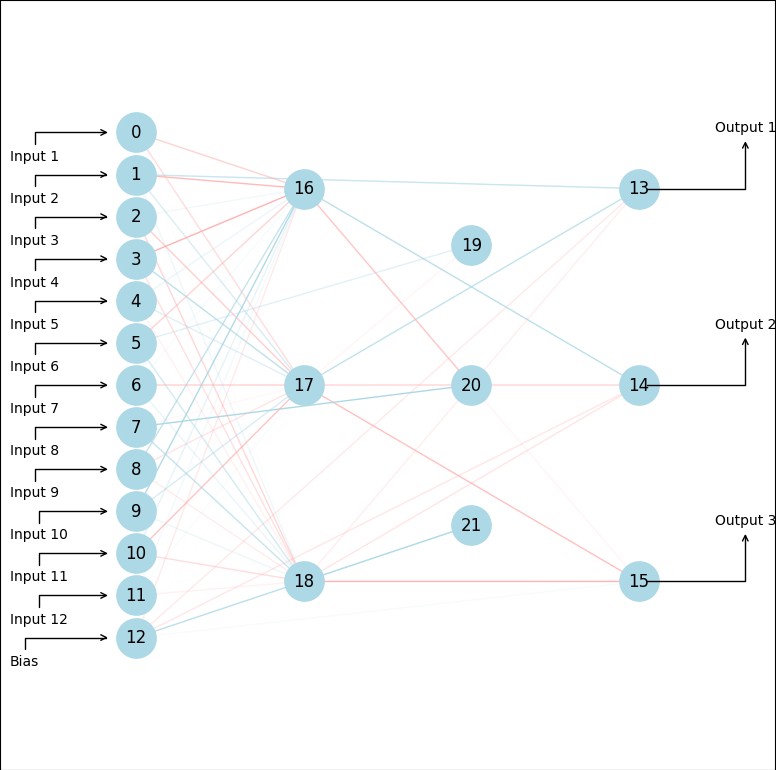 0
Input 1
1
Input 2
2
Input 3
3
Input 4
4
Input 5
5
Input 6
6
Input 7
7
Input 8
8
Input 9
9
Input 10
10
Input 11
11
Input 12
12
Bias
16
17
18
19
20
21
13
14
15
Output 1
Output 2
Output 3